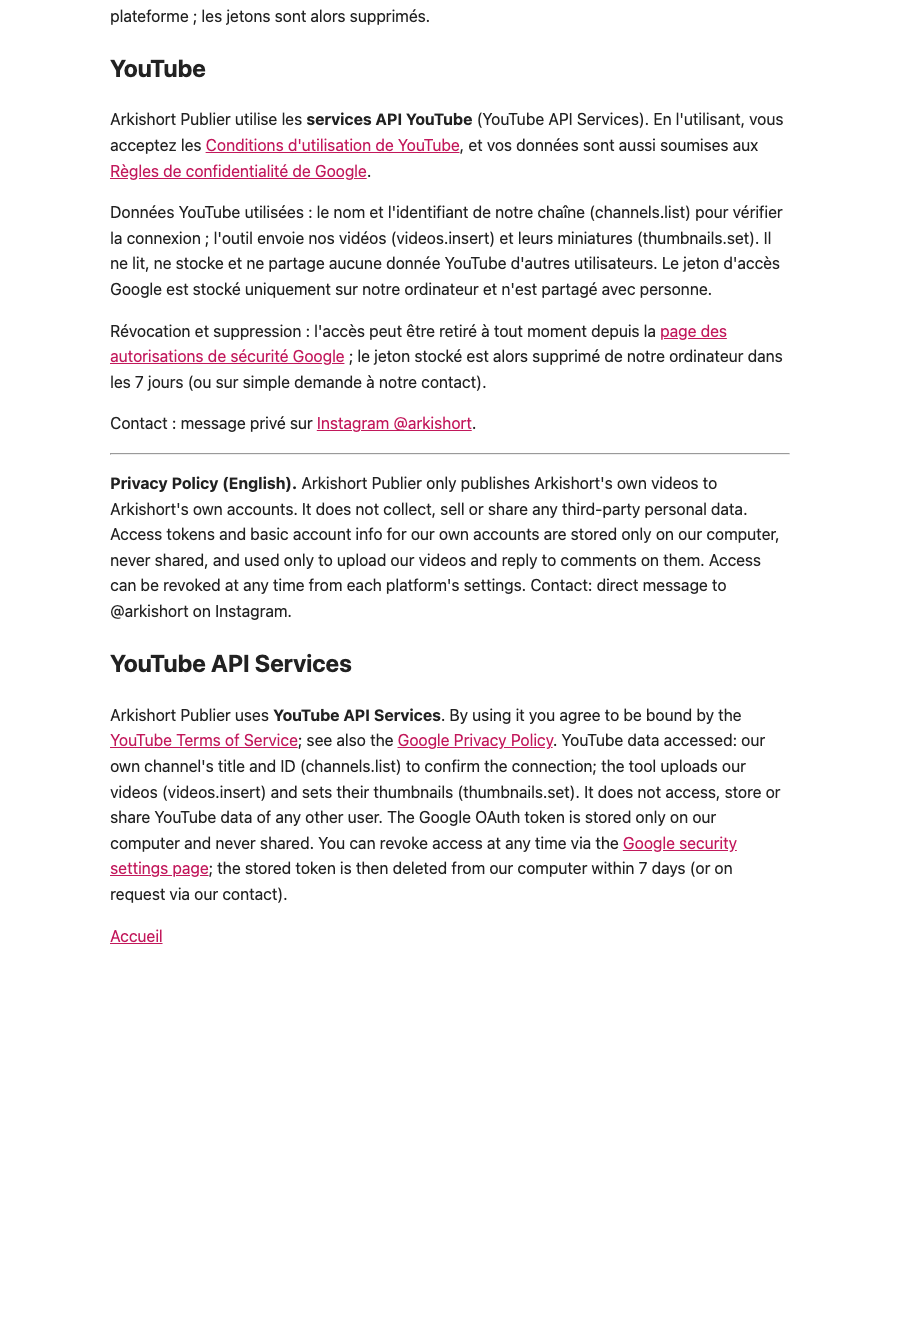 plateforme ; les jetons sont alors supprimés.
YouTube
Arkishort Publier utilise les services API YouTube (YouTube API Services). En l'utilisant, vous
acceptez les Conditions d'utilisation de YouTube, et vos données sont aussi soumises aux
Règles de confidentialité de Google.
Données YouTube utilisées : le nom et l'identifiant de notre chaîne (channels.list) pour vérifier
la connexion ; l'outil envoie nos vidéos (videos.insert) et leurs miniatures (thumbnails.set). Il
ne lit, ne stocke et ne partage aucune donnée YouTube d'autres utilisateurs. Le jeton d'accès
Google est stocké uniquement sur notre ordinateur et n'est partagé avec personne.
Révocation et suppression : l'accès peut être retiré à tout moment depuis la page des
autorisations de sécurité Google ; le jeton stocké est alors supprimé de notre ordinateur dans
les 7 jours (ou sur simple demande à notre contact).
Contact : message privé sur Instagram @arkishort.
Privacy Policy (English). Arkishort Publier only publishes Arkishort's own videos to
Arkishort's own accounts. It does not collect, sell or share any third-party personal data.
Access tokens and basic account info for our own accounts are stored only on our computer,
never shared, and used only to upload our videos and reply to comments on them. Access
can be revoked at any time from each platform's settings. Contact: direct message to
@arkishort on Instagram.
YouTube API Services
Arkishort Publier uses YouTube API Services. By using it you agree to be bound by the
YouTube Terms of Service; see also the Google Privacy Policy. YouTube data accessed: our
own channel's title and ID (channels.list) to confirm the connection; the tool uploads our
videos (videos.insert) and sets their thumbnails (thumbnails.set). It does not access, store or
share YouTube data of any other user. The Google OAuth token is stored only on our
computer and never shared. You can revoke access at any time via the Google security
settings page; the stored token is then deleted from our computer within 7 days (or on
request via our contact).
Accueil